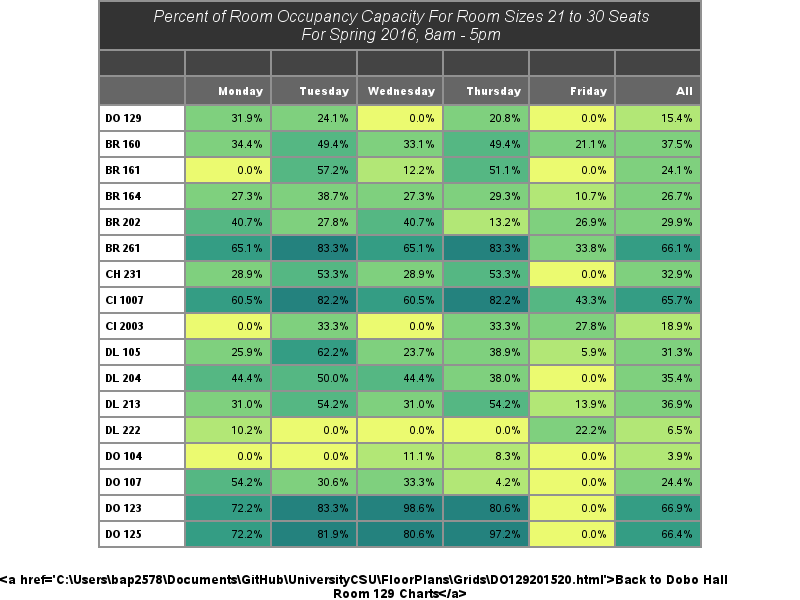 Percent of Room Occupancy Capacity For Room Sizes 21 to 30 Seats
For Spring 2016, 8am - 5pm
Monday Tuesday Wednesday Thursday Friday All
DO 129 31.9% 24.1% 0.0% 20.8% 0.0% 15.4%
BR 160 34.4% 49.4% 33.1% 49.4% 21.1% 37.5%
BR 161 0.0% 57.2% 12.2% 51.1% 0.0% 24.1%
BR 164 27.3% 38.7% 27.3% 29.3% 10.7% 26.7%
BR 202 40.7% 27.8% 40.7% 13.2% 26.9% 29.9%
BR 261 65.1% 83.3% 65.1% 83.3% 33.8% 66.1%
CH 231 28.9% 53.3% 28.9% 53.3% 0.0% 32.9%
CI 1007 60.5% 82.2% 60.5% 82.2% 43.3% 65.7%
CI 2003 0.0% 33.3% 0.0% 33.3% 27.8% 18.9%
DL 105 25.9% 62.2% 23.7% 38.9% 5.9% 31.3%
DL 204 44.4% 50.0% 44.4% 38.0% 0.0% 35.4%
DL 213 31.0% 54.2% 31.0% 54.2% 13.9% 36.9%
DL 222 10.2% 0.0% 0.0% 0.0% 22.2% 6.5%
DO 104 0.0% 0.0% 11.1% 8.3% 0.0% 3.9%
DO 107 54.2% 30.6% 33.3% 4.2% 0.0% 24.4%
DO 123 72.2% 83.3% 98.6% 80.6% 0.0% 66.9%
DO 125 72.2% 81.9% 80.6% 97.2% 0.0% 66.4%
<a href='C:\Users\bap2578\Documents\GitHub\UniversityCSU\FloorPlans\Grids\DO129201520.html'>Back to Dobo Hall
Room 129 Charts</a>